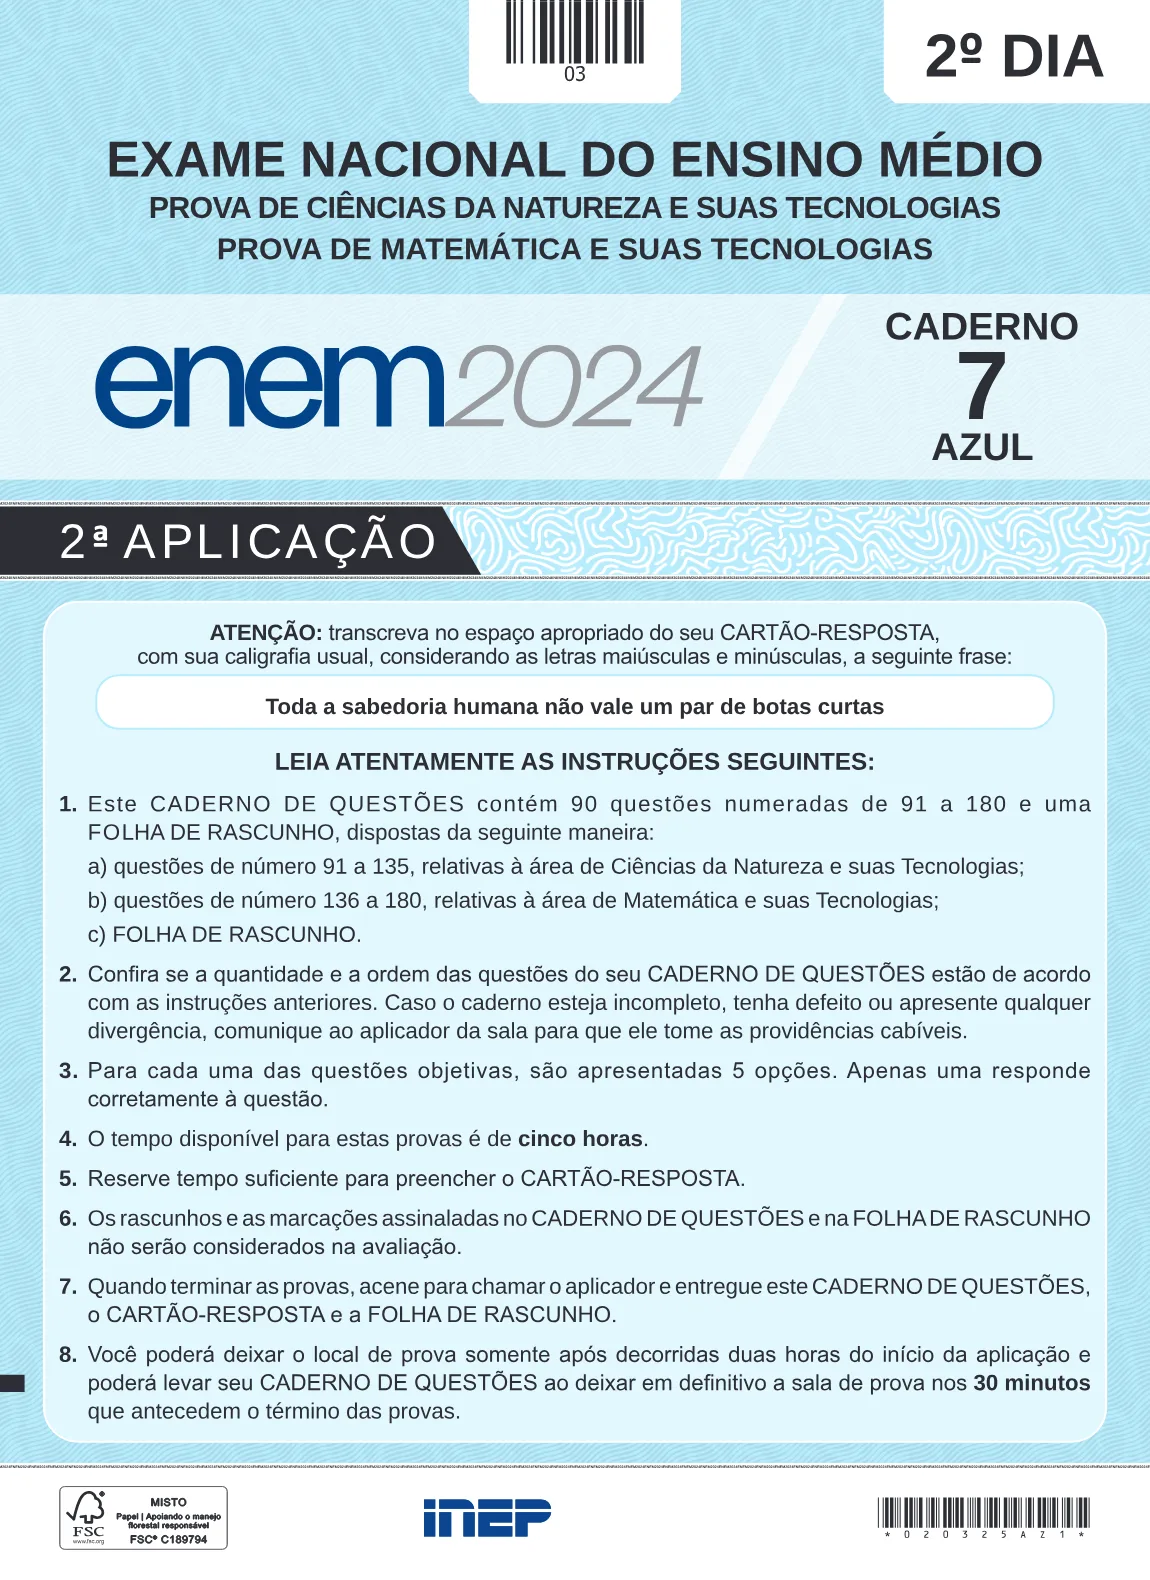 03
2º DIA
EXAME NACIONAL DO ENSINO MÉDIO
PROVA DE CIÊNCIAS DA NATUREZA E SUAS TECNOLOGIAS
PROVA DE MATEMÁTICA E SUAS TECNOLOGIAS
enem2024
CADERNO
7
AZUL
2ª APLICAÇÃO
ATENÇÃO: transcreva no espaço apropriado do seu CARTÃO-RESPOSTA,
com sua caligrafia usual, considerando as letras maiúsculas e minúsculas, a seguinte frase:
Toda a sabedoria humana não vale um par de botas curtas
LEIA ATENTAMENTE AS INSTRUÇÕES SEGUINTES:
1. Este CADERNO DE QUESTÕES contém 90 questões numeradas de 91 a 180 e uma
FOLHA DE RASCUNHO, dispostas da seguinte maneira:
a) questões de número 91 a 135, relativas à área de Ciências da Natureza e suas Tecnologias;
b) questões de número 136 a 180, relativas à área de Matemática e suas Tecnologias;
c) FOLHA DE RASCUNHO.
2. Confira se a quantidade e a ordem das questões do seu CADERNO DE QUESTÕES estão de acordo
com as instruções anteriores. Caso o caderno esteja incompleto, tenha defeito ou apresente qualquer
divergência, comunique ao aplicador da sala para que ele tome as providências cabíveis.
3. Para cada uma das questões objetivas, são apresentadas 5 opções. Apenas uma responde
corretamente à questão.
4. O tempo disponível para estas provas é de cinco horas.
5. Reserve tempo suficiente para preencher o CARTÃO-RESPOSTA.
6. Os rascunhos e as marcações assinaladas no CADERNO DE QUESTÕES e na FOLHA DE RASCUNHO
não serão considerados na avaliação.
7. Quando terminar as provas, acene para chamar o aplicador e entregue este CADERNO DE QUESTÕES,
o CARTÃO-RESPOSTA e a FOLHA DE RASCUNHO.
8. Você poderá deixar o local de prova somente após decorridas duas horas do início da aplicação e
poderá levar seu CADERNO DE QUESTÕES ao deixar em definitivo a sala de prova nos 30 minutos
que antecedem o término das provas.
FSC
www.fsc.org
MISTO
Papel | Apoiando o manejo
florestal responsável
FSC® C189794
INEP
*020325AZ1*